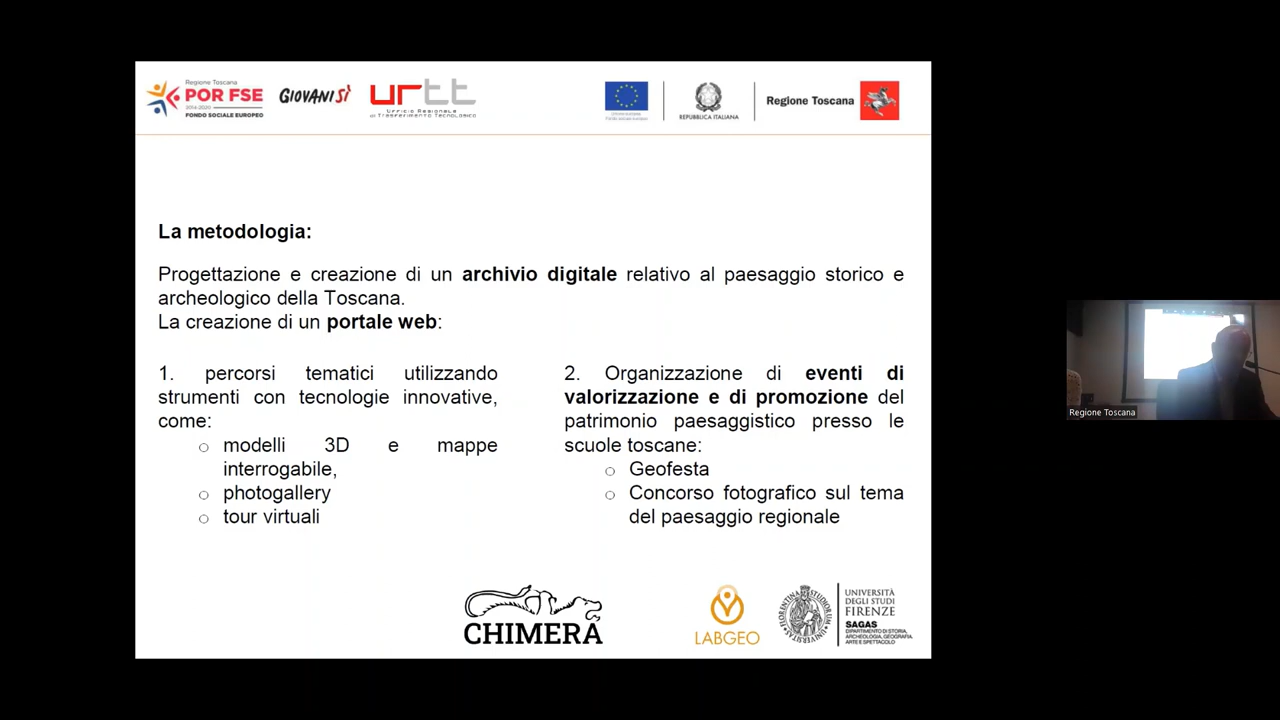 Regione Toscana
POR FSE
2014-2020
FONDO SOCIALE EUROPEO
GIOVANISÌ
urtt
Ufficio Regionale
di Trasferimento Tecnologico
Unione europea
Fondo sociale europeo
REPUBBLICA ITALIANA
Regione Toscana
La metodologia:
Progettazione e creazione di un archivio digitale relativo al paesaggio storico e
archeologico della Toscana.
La creazione di un portale web:
1. percorsi tematici utilizzando
strumenti con tecnologie innovative,
come:
modelli 3D e mappe
interrogabile,
photogallery
tour virtuali
2. Organizzazione di eventi di
valorizzazione e di promozione del
patrimonio paesaggistico presso le
scuole toscane:
Geofesta
Concorso fotografico sul tema
del paesaggio regionale
Regione Toscana
CHIMERA
LABGEO
UNIVERSITÀ
DEGLI STUDI
FIRENZE
SAGAS
DIPARTIMENTO DI STORIA,
ARCHEOLOGIA, GEOGRAFIA,
ARTE E SPETTACOLO